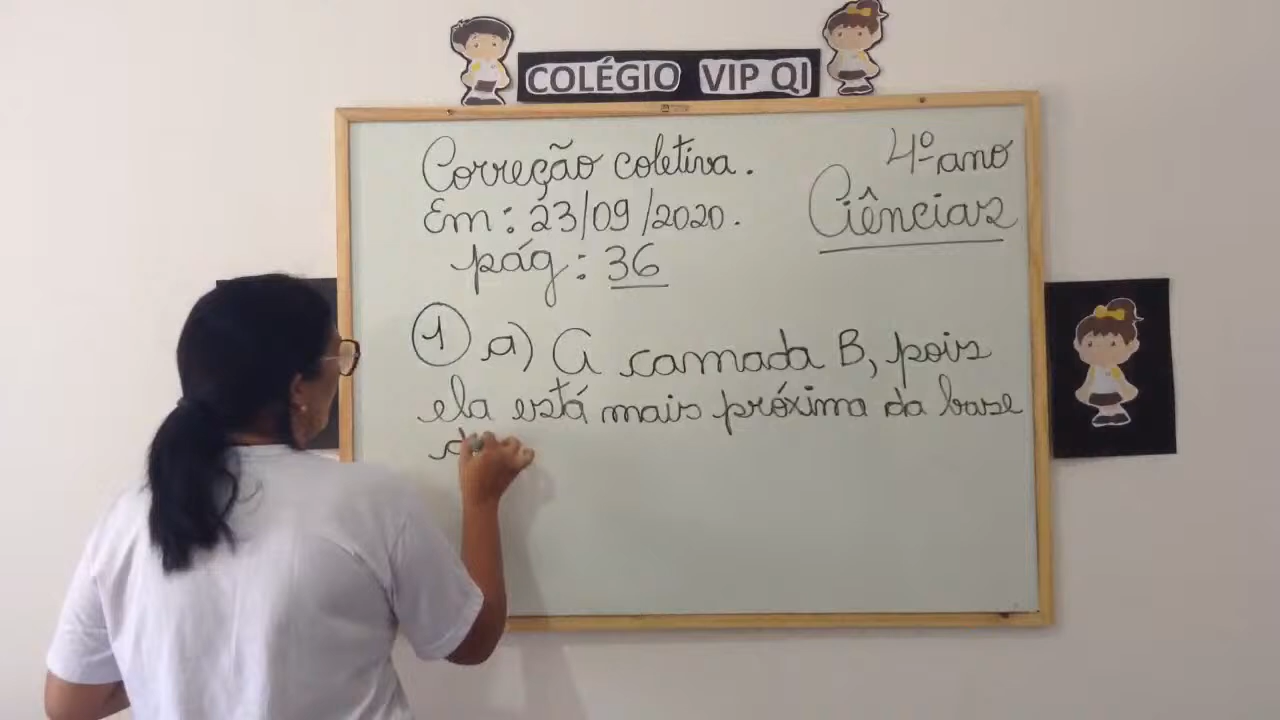 COLÉGIO VIP QI
Correção coletiva.
4º ano
Em: 23/09/2020.
Ciências
pág: 36
1 a) A camada B, pois
ela está mais próxima da base
d